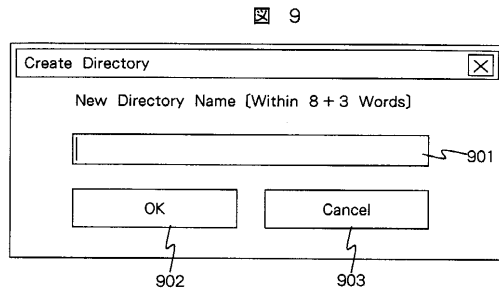 図 9
Create Directory
New Directory Name (Within 8+3 Words)
901
OK Cancel
902 903